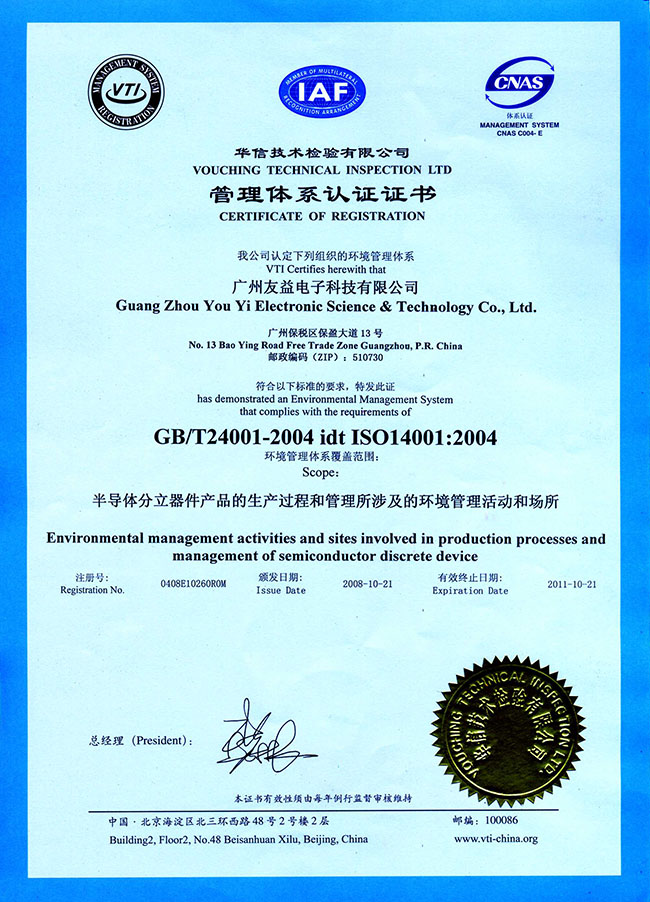 MANAGEMENT SYSTEM
VTI
REGISTRATION
MEMBER OF MULTILATERAL
IAF
RECOGNITION ARRANGEMENT
CNAS
体系认证
MANAGEMENT SYSTEM
CNAS C004-E
华信技术检验有限公司
VOUCHING TECHNICAL INSPECTION LTD
管理体系认证证书
CERTIFICATE OF REGISTRATION
我公司认定下列组织的环境管理体系
VTI Certifies herewith that
广州友益电子科技有限公司
Guang Zhou You Yi Electronic Science & Technology Co., Ltd.
广州保税区保盈大道 13 号
No. 13 Bao Ying Road Free Trade Zone Guangzhou, P.R. China
邮政编码（ZIP）：510730
符合以下标准的要求，特发此证
has demonstrated an Environmental Management System
that complies with the requirements of
GB/T24001-2004 idt ISO14001:2004
环境管理体系覆盖范围：
Scope：
半导体分立器件产品的生产过程和管理所涉及的环境管理活动和场所
Environmental management activities and sites involved in production processes and
management of semiconductor discrete device
注册号： 0408E10260R0M 颁发日期： 2008-10-21 有效终止日期： 2011-10-21
Registration No. Issue Date Expiration Date
总经理（President）：
VOUCHING TECHNICAL INSPECTION LTD.
华信技术检验有限公司
本证书有效性须由每年例行监督审核维持
中国·北京海淀区北三环西路 48 号 2 号楼 2 层 邮编：100086
Building2, Floor2, No.48 Beisanhuan Xilu, Beijing, China www.vti-china.org